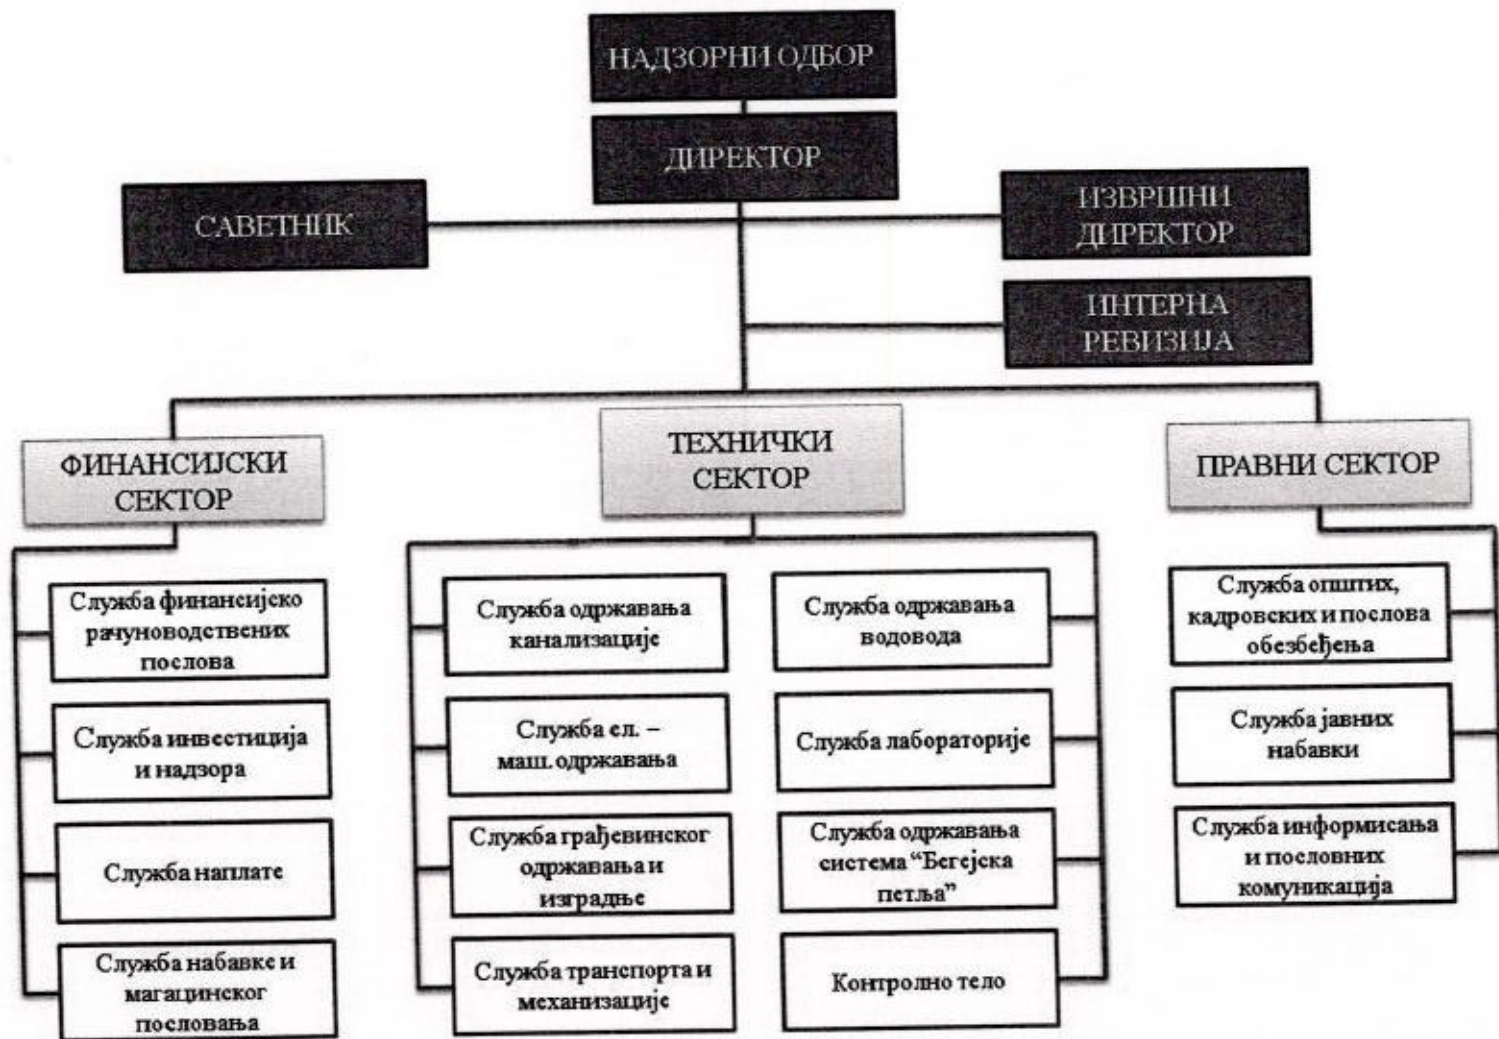 НАДЗОРНИ ОДБОР
ДИРЕКТОР
САВЕТНИК
ИЗВРШНИ
ДИРЕКТОР
ИНТЕРНА
РЕВИЗИЈА
ФИНАНСИЈСКИ
СЕКТОР
ТЕХНИЧКИ
СЕКТОР
ПРАВНИ СЕКТОР
Служба финансијско
рачуноводствених
послова
Служба инвестиција
и надзора
Служба наплате
Служба набавке и
магацинског
пословања
Служба одржавања
канализације
Служба ел. –
маш. одржавања
Служба грађевинског
одржавања и
изградње
Служба транспорта и
механизације
Служба одржавања
водовода
Служба лабораторије
Служба одржавања
система “Бегејска
петља”
Контролно тело
Служба општих,
кадровских и послова
обезбеђења
Служба јавних
набавки
Служба информисања
и пословних
комуникација